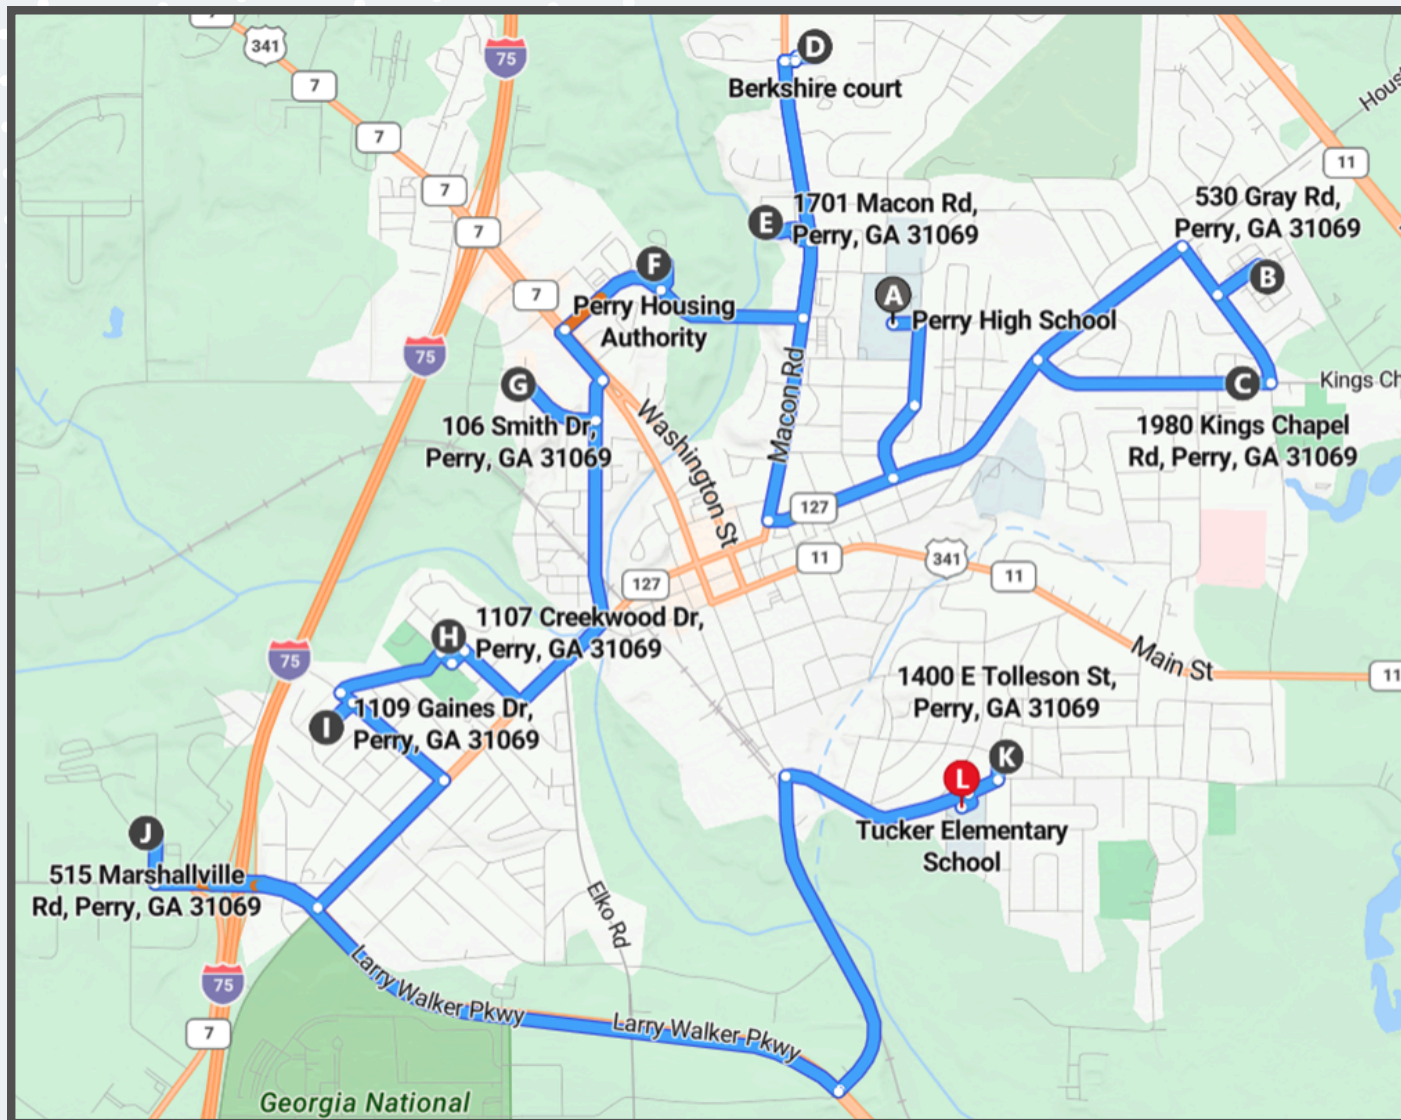 7
341
75
D
7
Berkshire court
Hous
7
11
7
1701 Macon Rd,
Perry, GA 31069
E
530 Gray Rd,
Perry, GA 31069
7
F
B
7
A
Perry Housing
Authority
Perry High School
75
G
Macon Rd
C
Kings Ch
106 Smith Dr,
Perry, GA 31069
Washington St
1980 Kings Chapel
Rd, Perry, GA 31069
127
11
341
11
127
H
1107 Creekwood Dr,
Perry, GA 31069
75
Main St
11
1400 E Tolleson St,
Perry, GA 31069
I
1109 Gaines Dr,
Perry, GA 31069
K
L
J
Tucker Elementary
School
515 Marshallville
Rd, Perry, GA 31069
Elko Rd
75
Larry Walker Pkwy
Larry Walker Pkwy
7
Georgia National